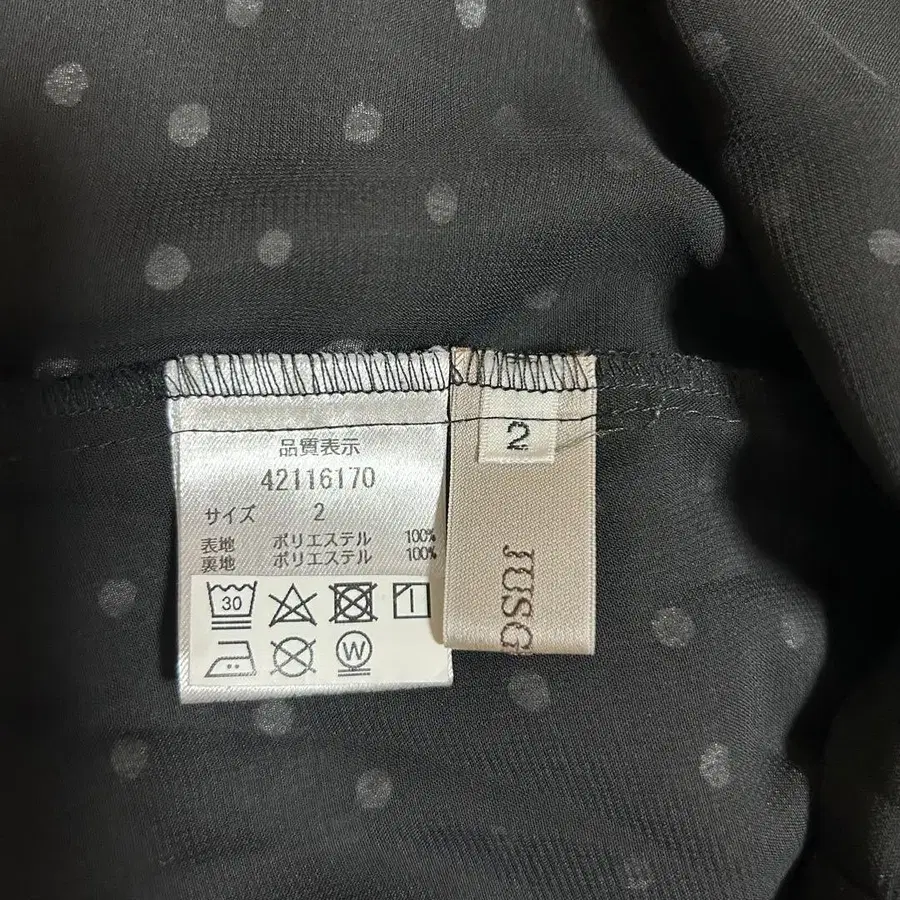 品質表示
42116170
サイズ 2
表地 ポリエステル 100%
裏地 ポリエステル 100%
30
W
2
TUSG